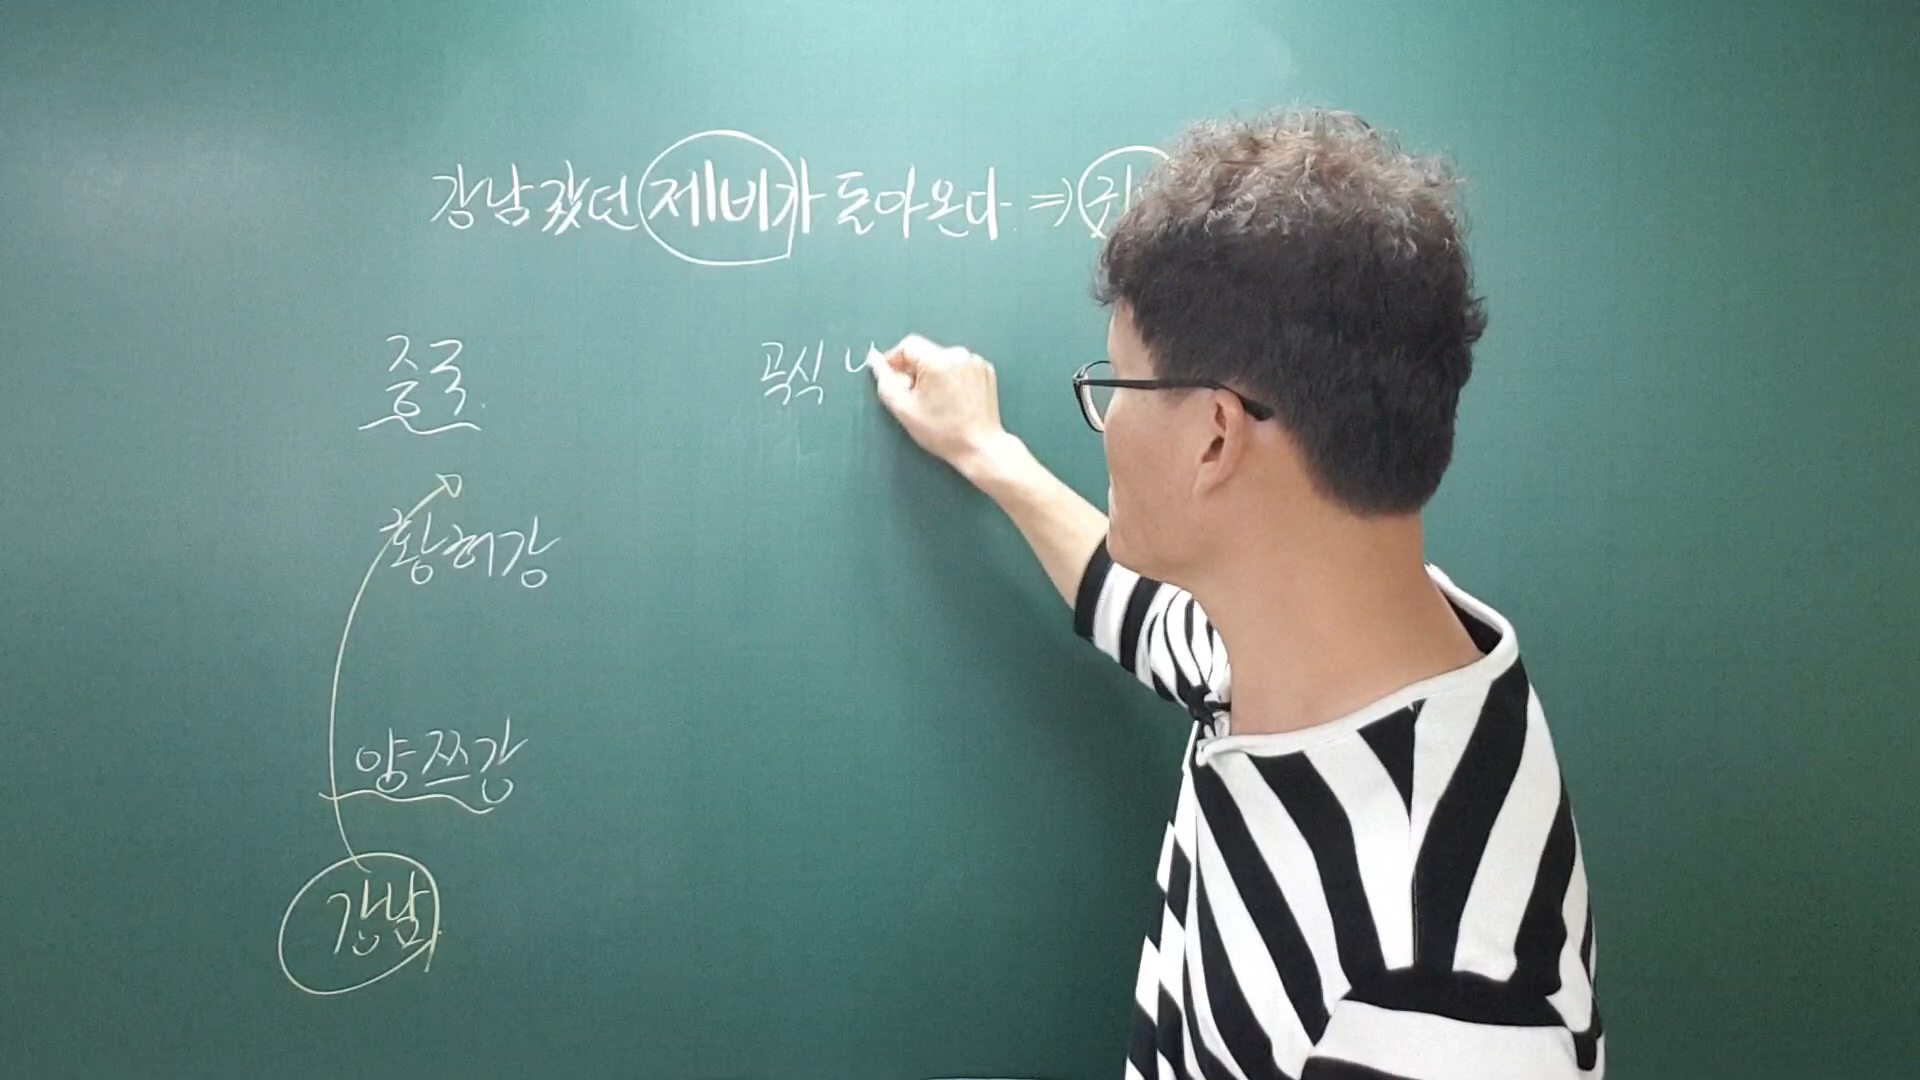 강남 갔던 제비가 돌아온다. ⇒
중국.
곡식
황허강
양쯔강
강남.